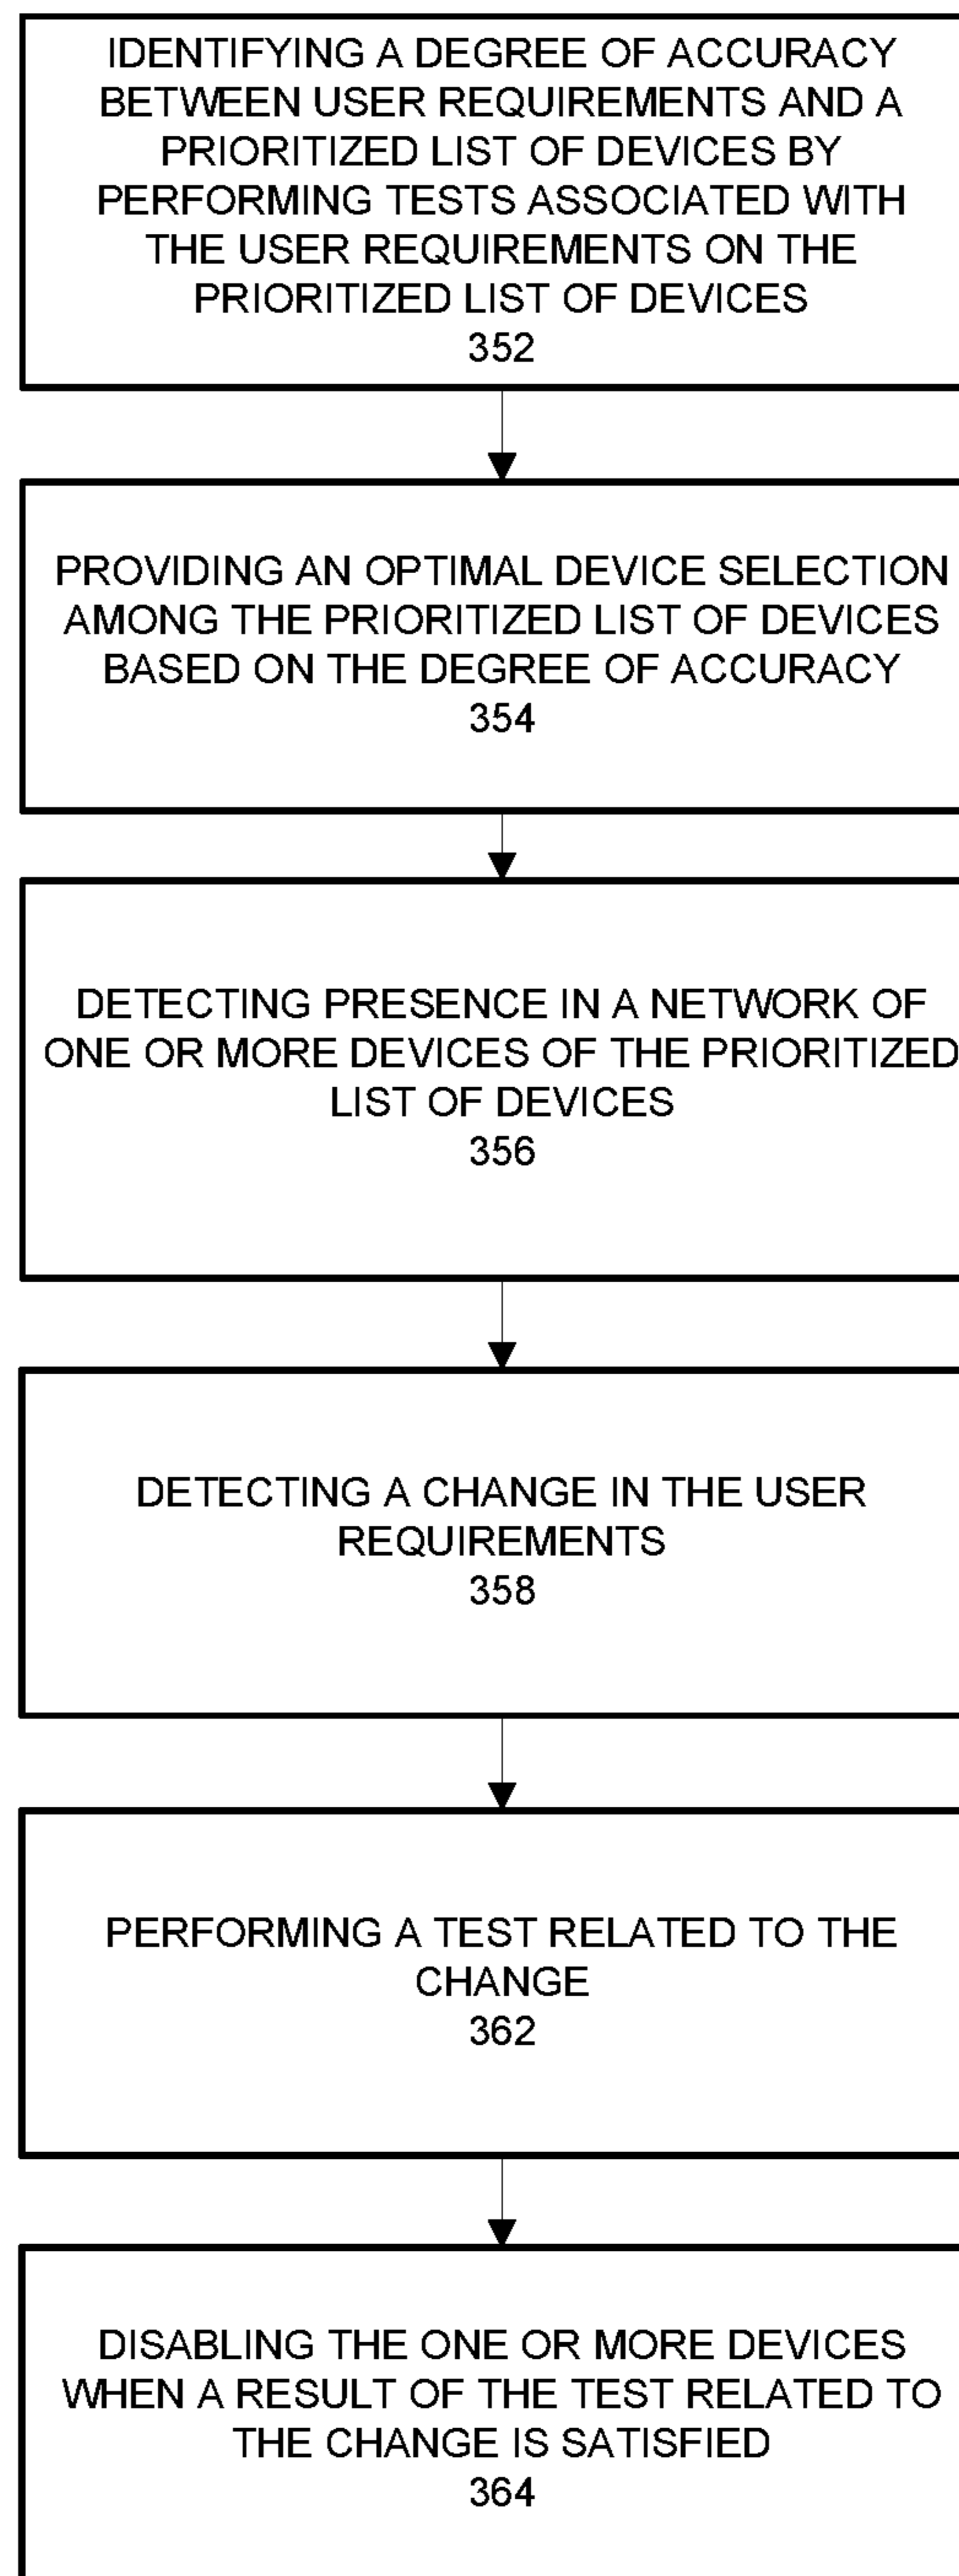 IDENTIFYING A DEGREE OF ACCURACY
BETWEEN USER REQUIREMENTS AND A
PRIORITIZED LIST OF DEVICES BY
PERFORMING TESTS ASSOCIATED WITH
THE USER REQUIREMENTS ON THE
PRIORITIZED LIST OF DEVICES
352
PROVIDING AN OPTIMAL DEVICE SELECTION
AMONG THE PRIORITIZED LIST OF DEVICES
BASED ON THE DEGREE OF ACCURACY
354
DETECTING PRESENCE IN A NETWORK OF
ONE OR MORE DEVICES OF THE PRIORITIZED
LIST OF DEVICES
356
DETECTING A CHANGE IN THE USER
REQUIREMENTS
358
PERFORMING A TEST RELATED TO THE
CHANGE
362
DISABLING THE ONE OR MORE DEVICES
WHEN A RESULT OF THE TEST RELATED TO
THE CHANGE IS SATISFIED
364